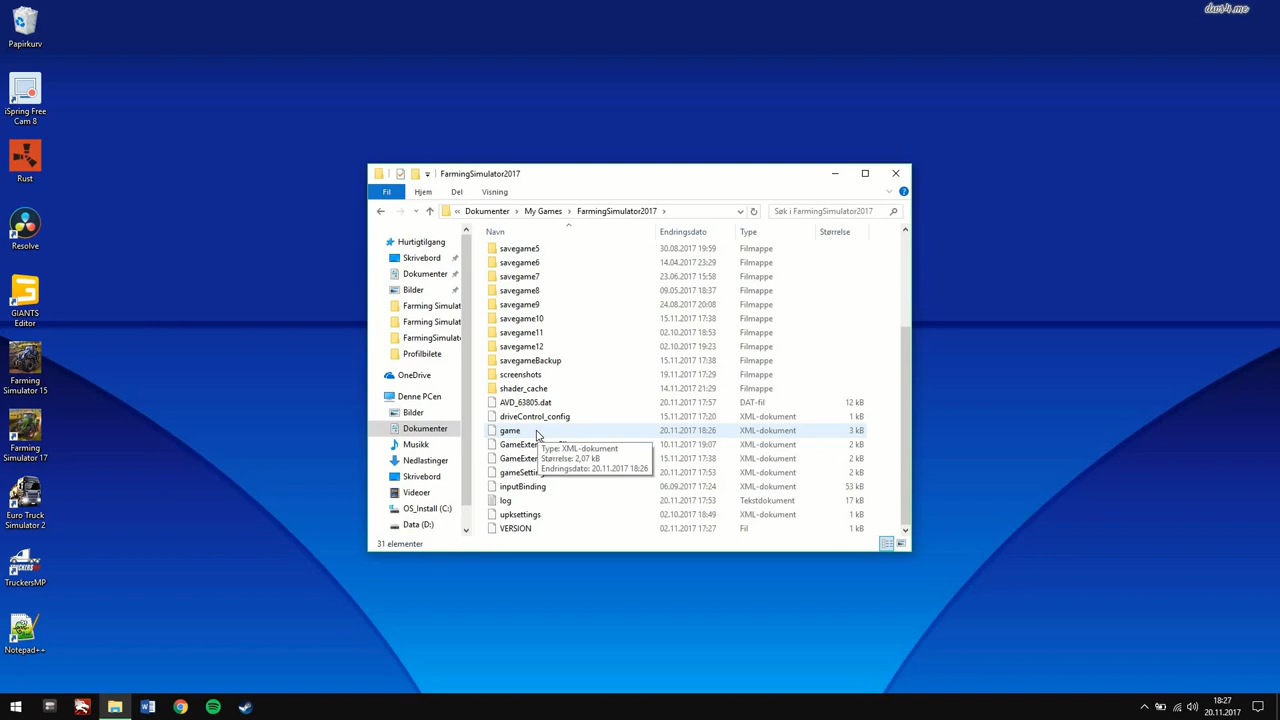 dws4.me
Papirkurv
iSpring Free
Cam 8
Rust
Resolve
GIANTS
Editor
Farming
Simulator 15
Farming
Simulator 17
Euro Truck
Simulator 2
TruckersMP
Notepad++
FarmingSimulator2017
Fil
Hjem
Del
Visning
Dokumenter
My Games
FarmingSimulator2017
Søk i FarmingSimulator2017
Navn
Endringsdato
Type
Størrelse
Hurtigtilgang
Skrivebord
Dokumenter
Bilder
Farming Simulat
Farming Simulat
FarmingSimulato
Profilbilete
OneDrive
Denne PCen
Bilder
Dokumenter
Musikk
Nedlastinger
Skrivebord
Videoer
OS_Install (C:)
Data (D:)
savegame5 30.08.2017 19:59 Filmappe
savegame6 14.04.2017 23:29 Filmappe
savegame7 23.06.2017 15:58 Filmappe
savegame8 09.05.2017 18:37 Filmappe
savegame9 24.08.2017 20:08 Filmappe
savegame10 15.11.2017 17:38 Filmappe
savegame11 02.10.2017 18:53 Filmappe
savegame12 02.10.2017 19:23 Filmappe
savegameBackup 15.11.2017 17:38 Filmappe
screenshots 19.11.2017 17:29 Filmappe
shader_cache 14.11.2017 21:29 Filmappe
AVD_63805.dat 20.11.2017 17:57 DAT-fil 12 kB
driveControl_config 15.11.2017 17:20 XML-dokument 1 kB
game 20.11.2017 18:26 XML-dokument 3 kB
GameExten 10.11.2017 19:07 XML-dokument 2 kB
GameExten 15.11.2017 17:38 XML-dokument 2 kB
gameSettin 20.11.2017 17:53 XML-dokument 2 kB
inputBinding 06.09.2017 17:24 XML-dokument 53 kB
log 20.11.2017 17:53 Tekstdokument 17 kB
upksettings 02.10.2017 18:49 XML-dokument 1 kB
VERSION 02.11.2017 17:27 Fil 1 kB
Type: XML-dokument
Størrelse: 2,07 kB
Endringsdato: 20.11.2017 18:26
31 elementer
18:27
20.11.2017